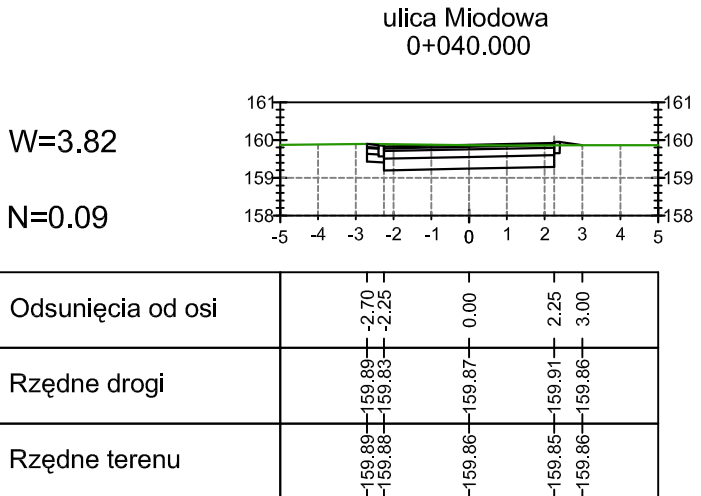 ulica Miodowa
0+040.000
W=3.82
N=0.09
161 161
160 160
159 159
158 158
-5 -4 -3 -2 -1 0 1 2 3 4 5
Odsunięcia od osi -2.70 -2.25 0.00 2.25 3.00
Rzędne drogi 159.89 159.83 159.87 159.91 159.86
Rzędne terenu 159.89 159.88 159.86 159.85 159.86